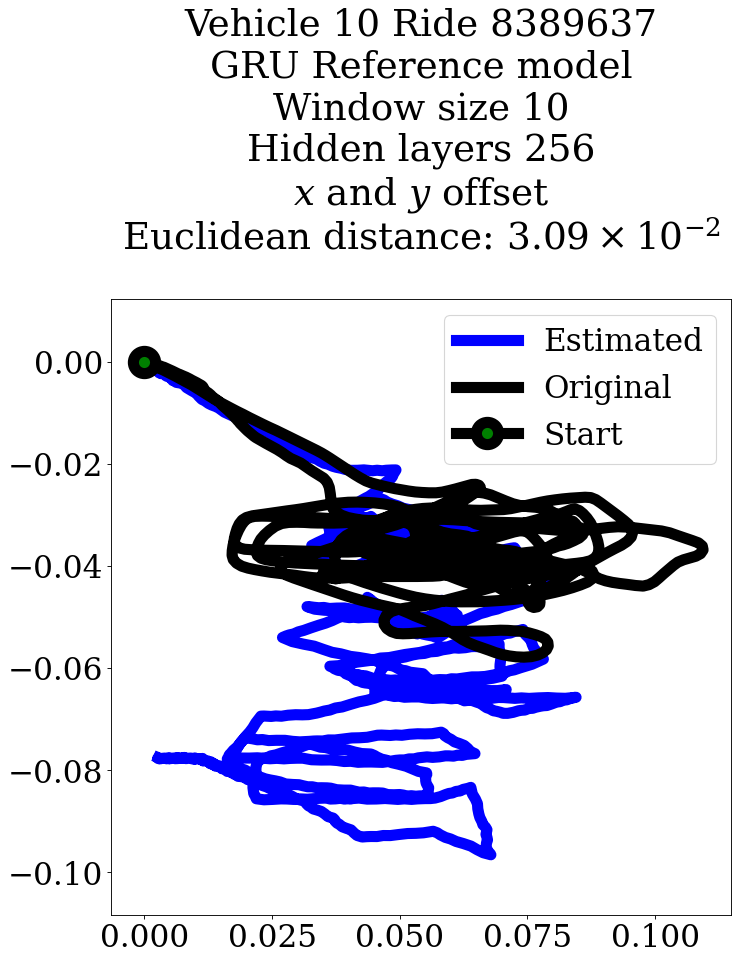 Vehicle 10 Ride 8389637
GRU Reference model
Window size 10
Hidden layers 256
x and y offset
Euclidean distance: 3.09 × 10⁻²
Estimated
Original
Start
0.00
−0.02
−0.04
−0.06
−0.08
−0.10
0.000 0.025 0.050 0.075 0.100